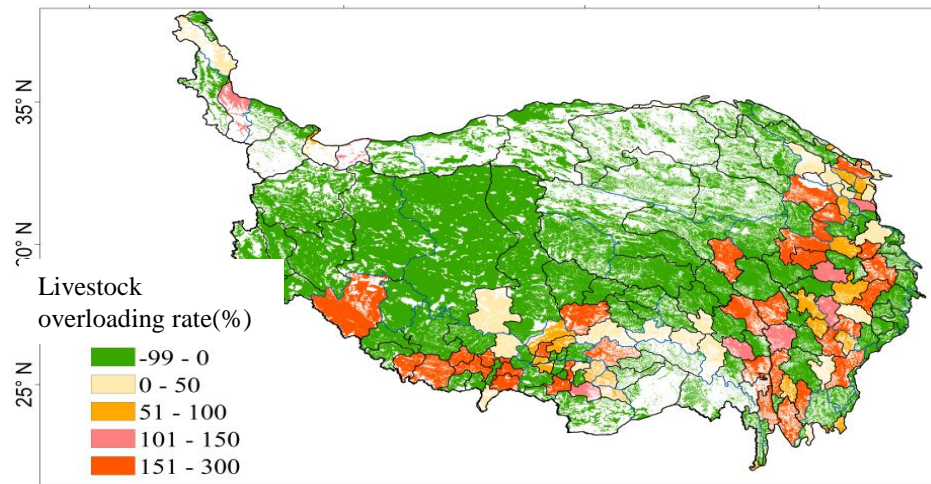 35° N
0° N
Livestock
overloading rate(%)
-99 - 0
0 - 50
25° N
51 - 100
101 - 150
151 - 300